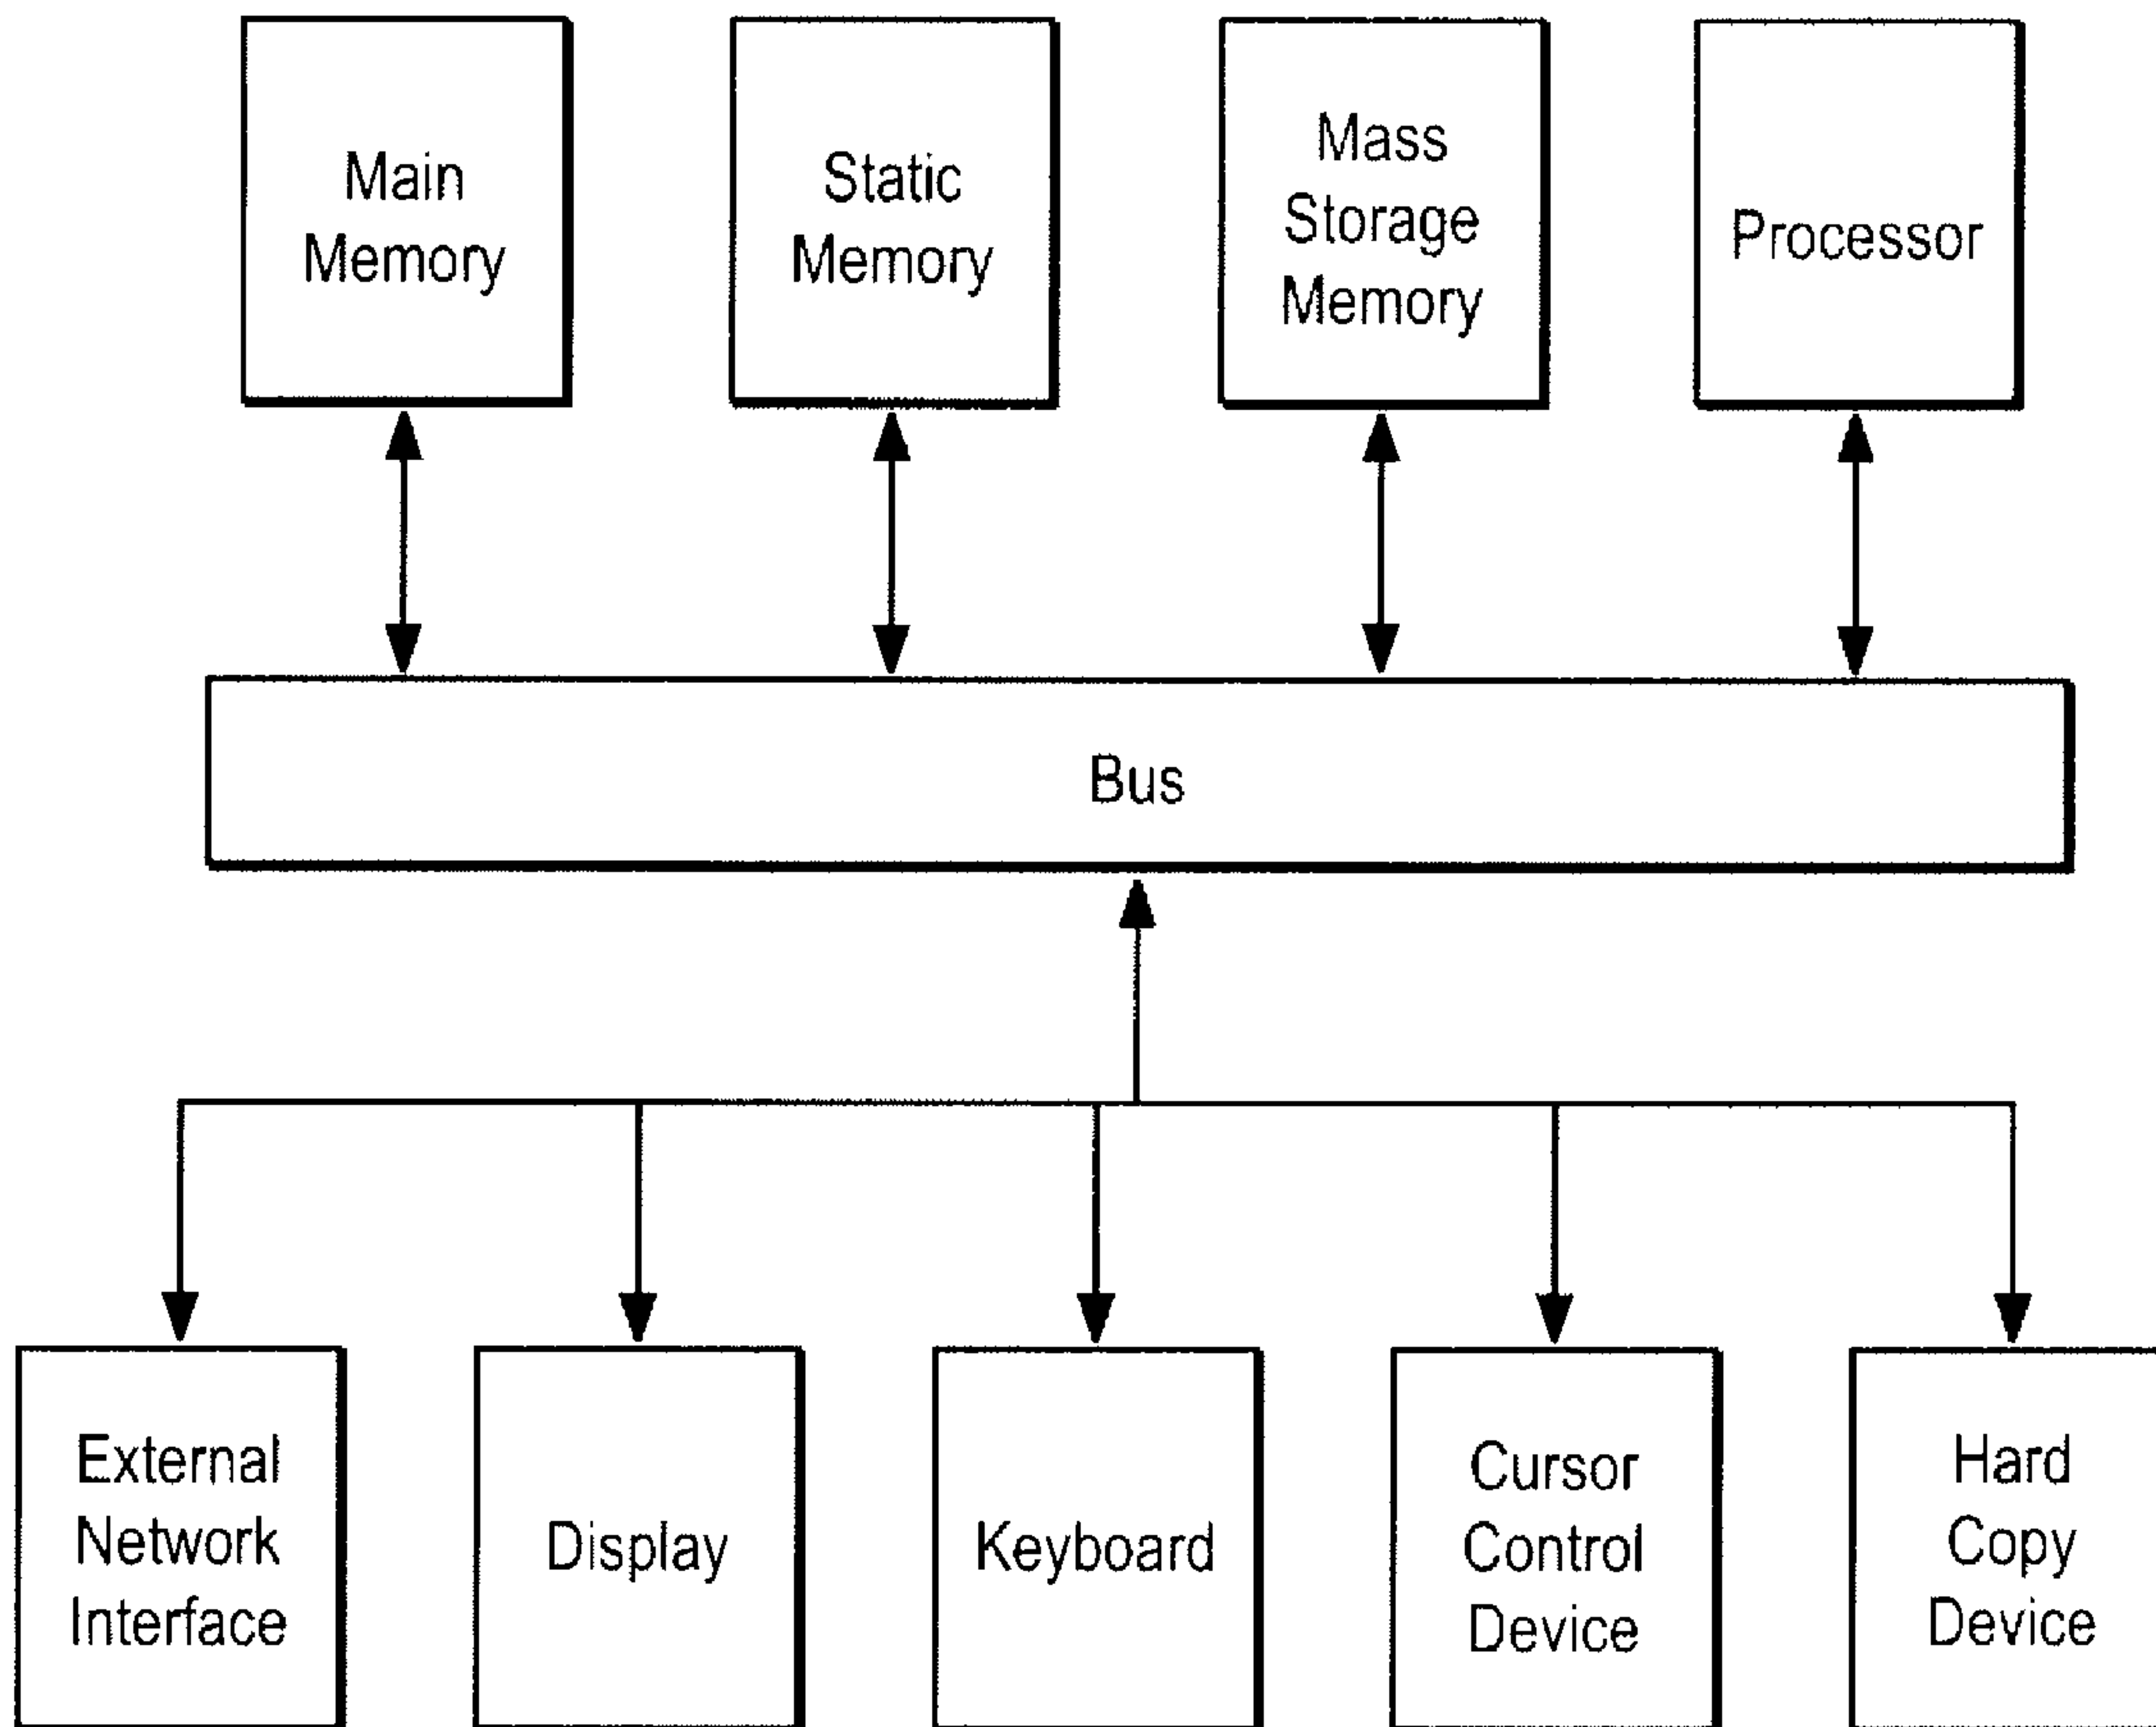 Main
Memory
Static
Memory
Mass
Storage
Memory
Processor
Bus
External
Network
Interface
Display
Keyboard
Cursor
Control
Device
Hard
Copy
Device